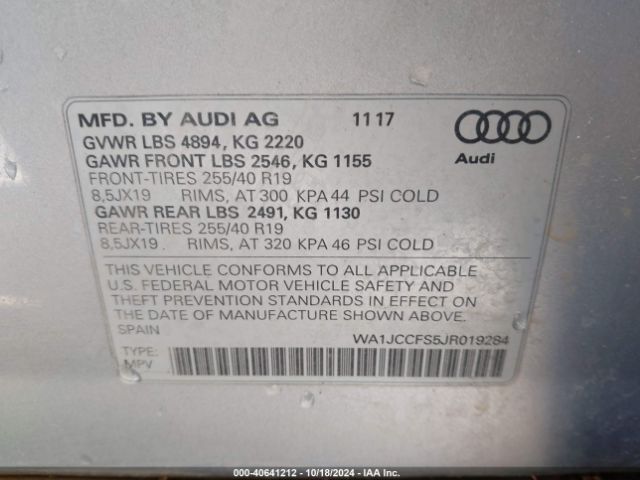 MFD. BY AUDI AG 11 17
GVWR LBS 4894, KG 2220
GAWR FRONT LBS 2546, KG 1155
Audi
FRONT-TIRES 255/40 R19
8,5JX19 RIMS, AT 300 KPA 44 PSI COLD
GAWR REAR LBS 2491, KG 1130
REAR-TIRES 255/40 R19
8,5JX19 . RIMS, AT 320 KPA 46 PSI COLD
THIS VEHICLE CONFORMS TO ALL APPLICABLE
U.S. FEDERAL MOTOR VEHICLE SAFETY AND
THEFT PREVENTION STANDARDS IN EFFECT ON
THE DATE OF MANUFACTURE SHOWN ABOVE.
SPAIN
WA1JCCFS5JR019284
TYPE:
MPV
000-40641212 - 10/18/2024 - IAAI.COM